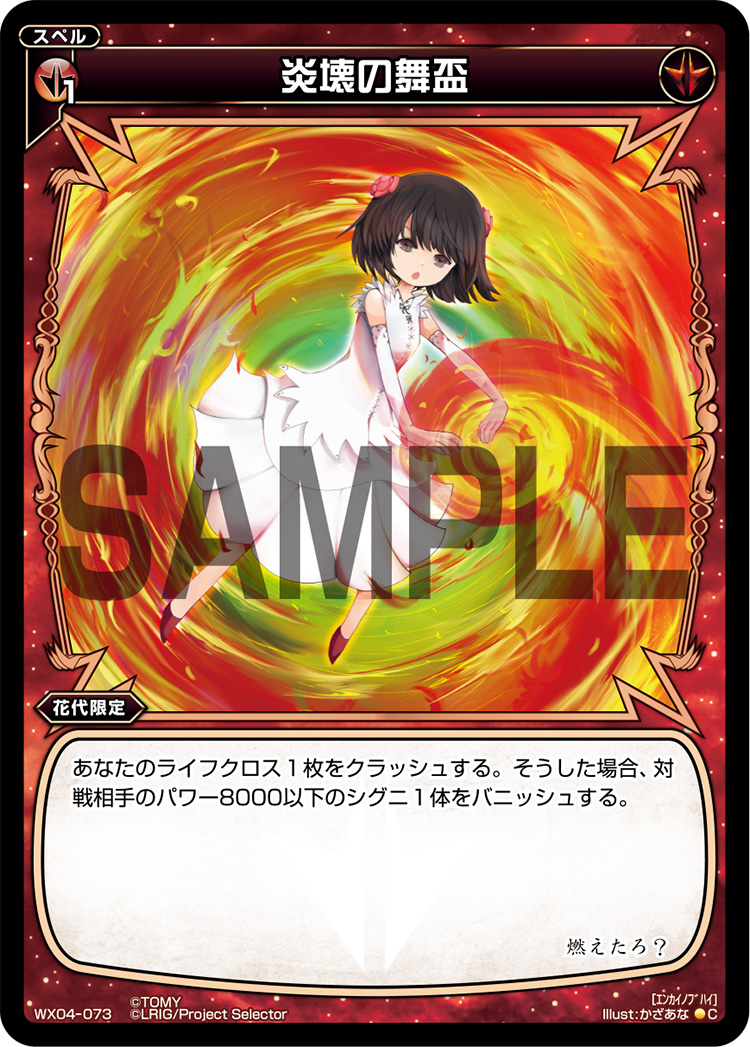 スペル
1
炎壊の舞盃
SAMPLE
花代限定
あなたのライフクロス１枚をクラッシュする。そうした場合、対
戦相手のパワー8000以下のシグニ１体をバニッシュする。
燃えたろ？
WX04-073
©TOMY
©LRIG/Project Selector
[ｴﾝｶｲﾉﾌﾞﾊｲ]
Illust:かざあな
C